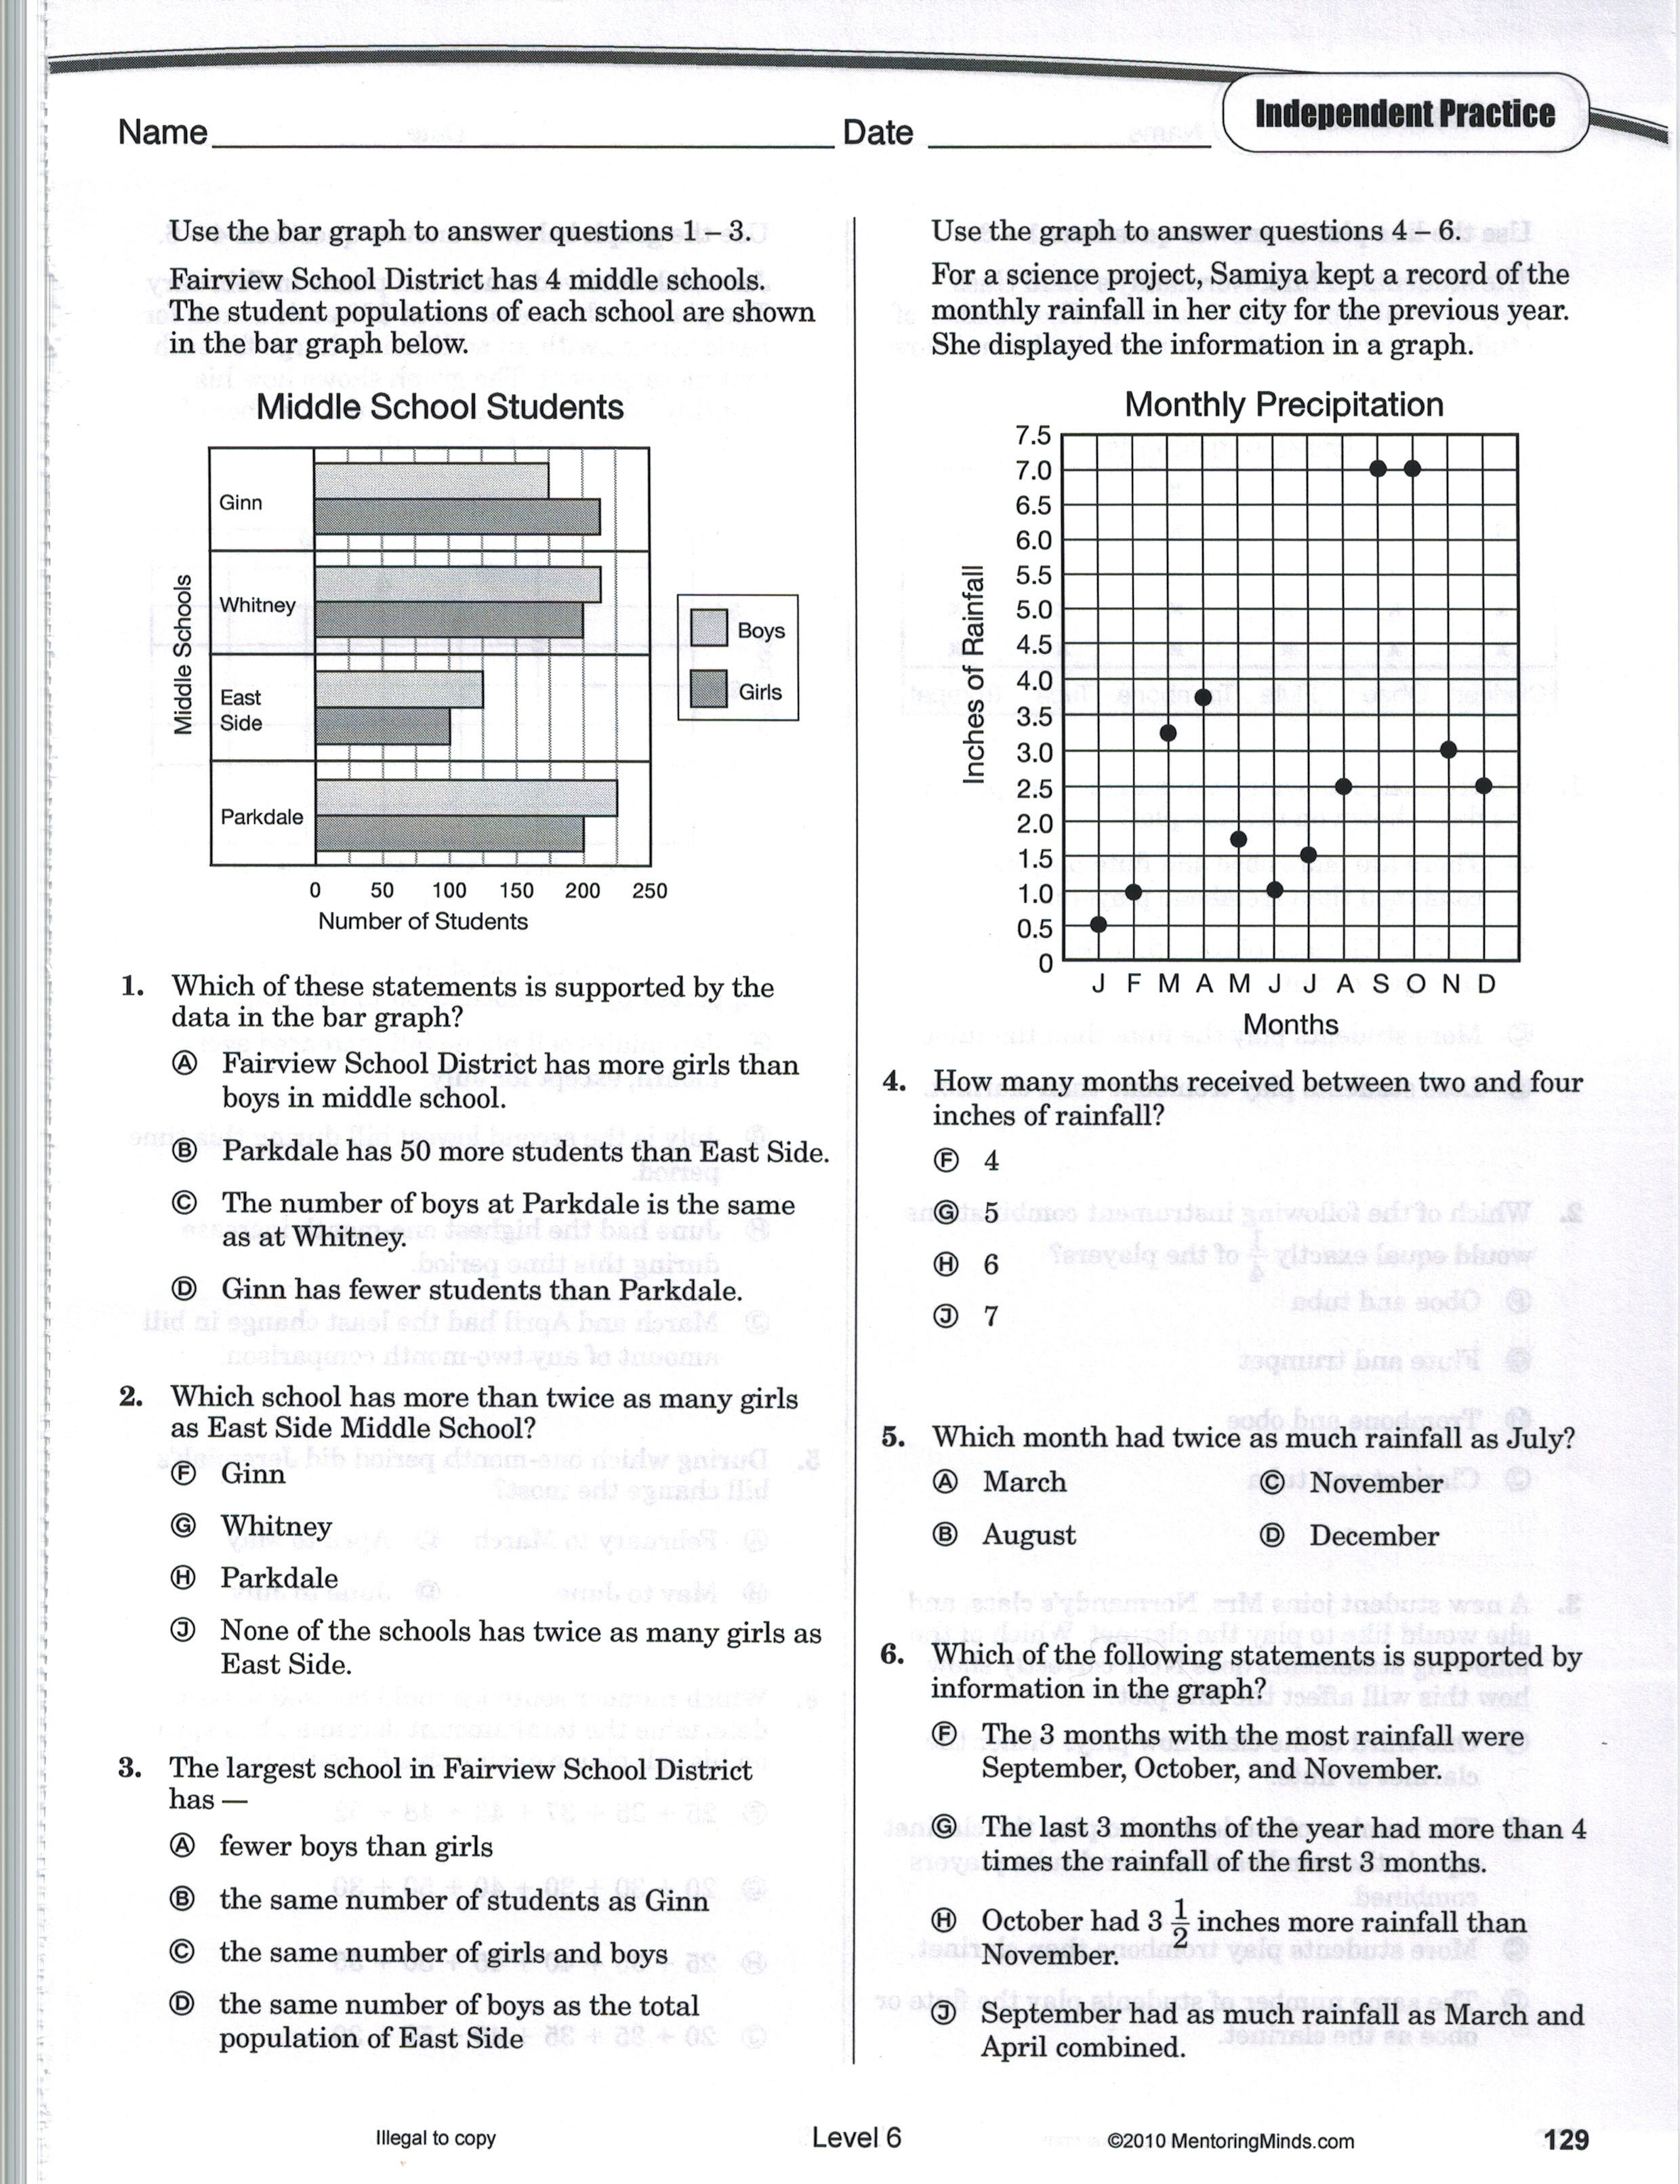 Independent Practice
Name
Date
Use the bar graph to answer questions 1 – 3.
Fairview School District has 4 middle schools.
The student populations of each school are shown
in the bar graph below.
Middle School Students
Middle Schools
Ginn
Whitney
East
Side
Parkdale
0 50 100 150 200 250
Number of Students
Boys
Girls
1. Which of these statements is supported by the
data in the bar graph?
Ⓐ Fairview School District has more girls than
boys in middle school.
Ⓑ Parkdale has 50 more students than East Side.
Ⓒ The number of boys at Parkdale is the same
as at Whitney.
Ⓓ Ginn has fewer students than Parkdale.
2. Which school has more than twice as many girls
as East Side Middle School?
Ⓕ Ginn
Ⓖ Whitney
Ⓗ Parkdale
Ⓙ None of the schools has twice as many girls as
East Side.
3. The largest school in Fairview School District
has —
Ⓐ fewer boys than girls
Ⓑ the same number of students as Ginn
Ⓒ the same number of girls and boys
Ⓓ the same number of boys as the total
population of East Side
Use the graph to answer questions 4 – 6.
For a science project, Samiya kept a record of the
monthly rainfall in her city for the previous year.
She displayed the information in a graph.
Monthly Precipitation
Inches of Rainfall
7.5
7.0
6.5
6.0
5.5
5.0
4.5
4.0
3.5
3.0
2.5
2.0
1.5
1.0
0.5
0
J F M A M J J A S O N D
Months
4. How many months received between two and four
inches of rainfall?
Ⓕ 4
Ⓖ 5
Ⓗ 6
Ⓙ 7
5. Which month had twice as much rainfall as July?
Ⓐ March Ⓒ November
Ⓑ August Ⓓ December
6. Which of the following statements is supported by
information in the graph?
Ⓕ The 3 months with the most rainfall were
September, October, and November.
Ⓖ The last 3 months of the year had more than 4
times the rainfall of the first 3 months.
Ⓗ October had 3 1/2 inches more rainfall than
November.
Ⓙ September had as much rainfall as March and
April combined.
Illegal to copy
Level 6
©2010 MentoringMinds.com
129